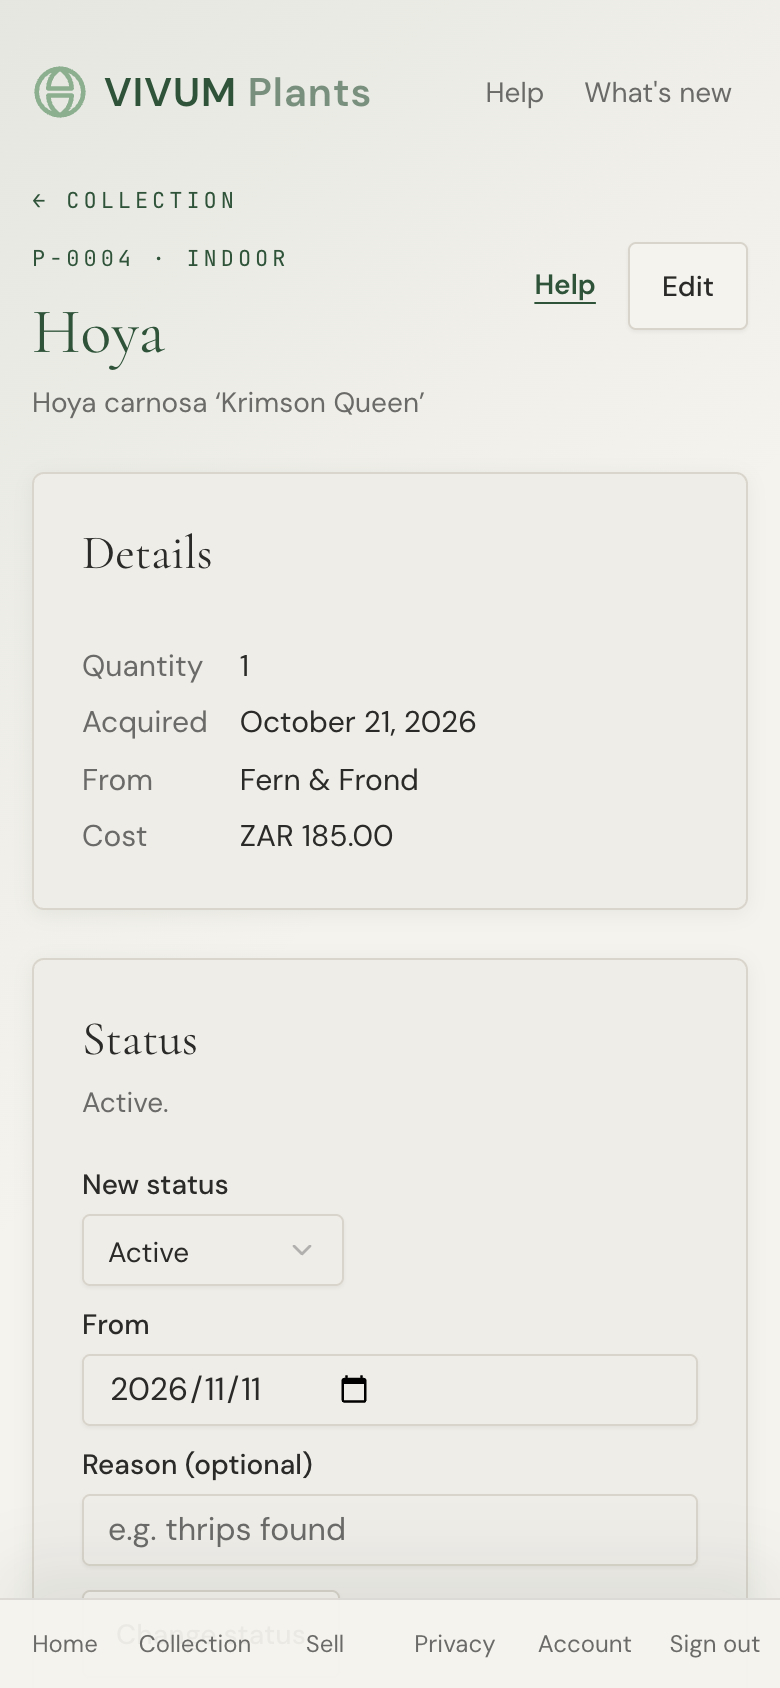 VIVUM Plants
Help What's new
← COLLECTION
P-0004 · INDOOR
Help Edit
Hoya
Hoya carnosa ‘Krimson Queen’
Details
Quantity 1
Acquired October 21, 2026
From Fern & Frond
Cost ZAR 185.00
Status
Active.
New status
Active
From
2026/11/11
Reason (optional)
e.g. thrips found
Change status
Home Collection Sell Privacy Account Sign out